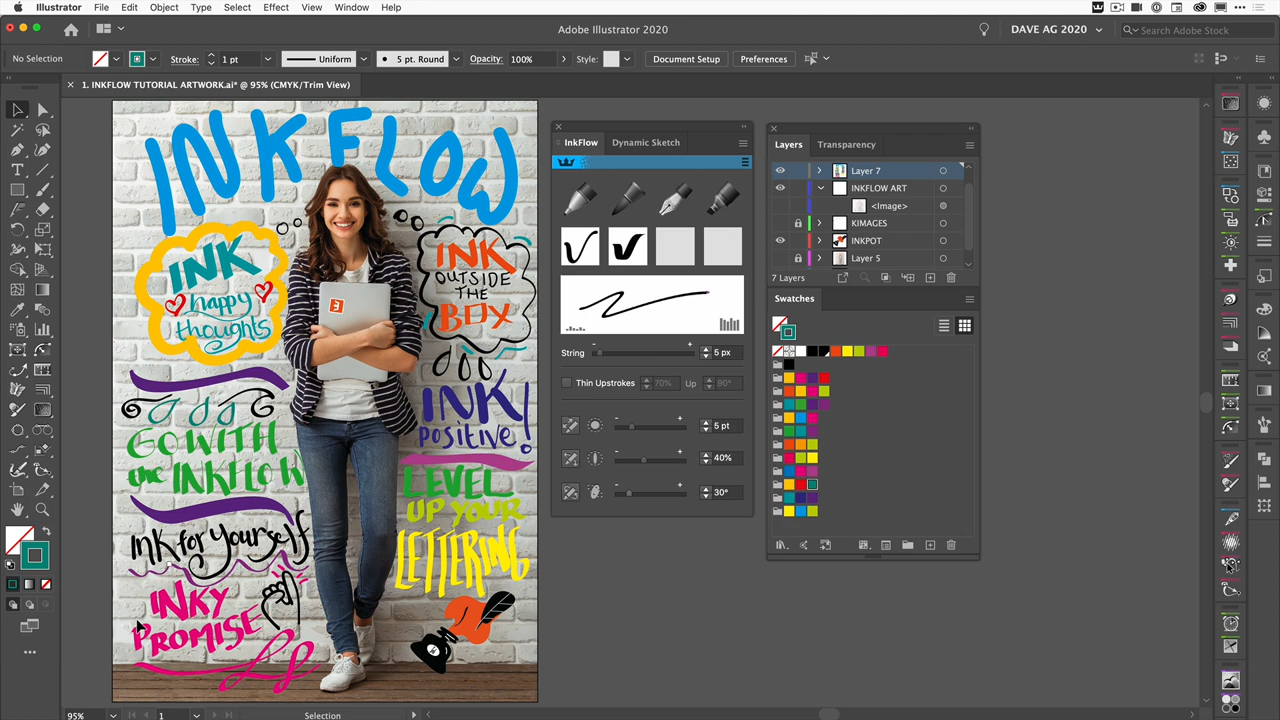 Illustrator File Edit Object Type Select Effect View Window Help
Adobe Illustrator 2020
DAVE AG 2020
Search Adobe Stock
No Selection
Stroke:
1 pt
Uniform
5 pt. Round
Opacity:
100%
Style:
Document Setup
Preferences
1. INKFLOW TUTORIAL ARTWORK.ai* @ 95% (CMYK/Trim View)
INKFLOW
INK
happy
thoughts
INK
OUTSIDE
THE
BOX
3
GO WITH
the INKFLOW
INK
positive!
LEVEL
UP YOUR
LETTERING
Ink for yourself
INKY
PROMISE
InkFlow
Dynamic Sketch
String
5 px
Thin Upstrokes
70%
Up
90°
5 pt
40%
30°
Layers
Transparency
Layer 7
INKFLOW ART
<Image>
KIMAGES
INKPOT
Layer 5
7 Layers
Swatches
95%
1
Selection